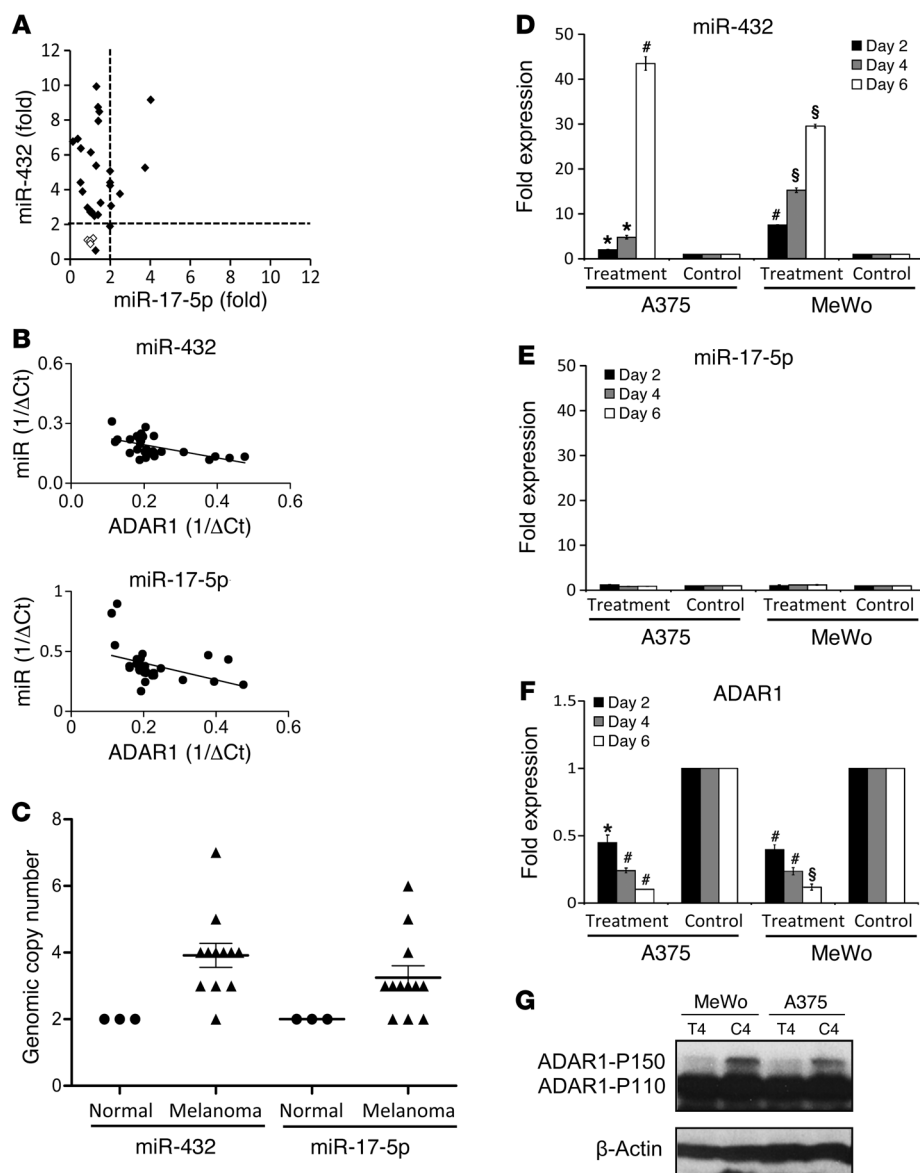 A
12
10
8
6
4
2
0
miR-432 (fold)
0 2 4 6 8 10 12
miR-17-5p (fold)
B
miR-432
0.6
0.3
0.0
miR (1/ΔCt)
0.0 0.2 0.4 0.6
ADAR1 (1/ΔCt)
miR-17-5p
1
0.5
0
miR (1/ΔCt)
0.0 0.2 0.4 0.6
ADAR1 (1/ΔCt)
C
8
6
4
2
0
Genomic copy number
Normal Melanoma Normal Melanoma
miR-432 miR-17-5p
D
miR-432
50
40
30
20
10
0
Fold expression
Day 2
Day 4
Day 6
* * # # § §
Treatment Control Treatment Control
A375 MeWo
E
miR-17-5p
50
40
30
20
10
0
Fold expression
Day 2
Day 4
Day 6
Treatment Control Treatment Control
A375 MeWo
F
ADAR1
1.5
1
0.5
0
Fold expression
Day 2
Day 4
Day 6
* # # # # §
Treatment Control Treatment Control
A375 MeWo
G
MeWo A375
T4 C4 T4 C4
ADAR1-P150
ADAR1-P110
β-Actin